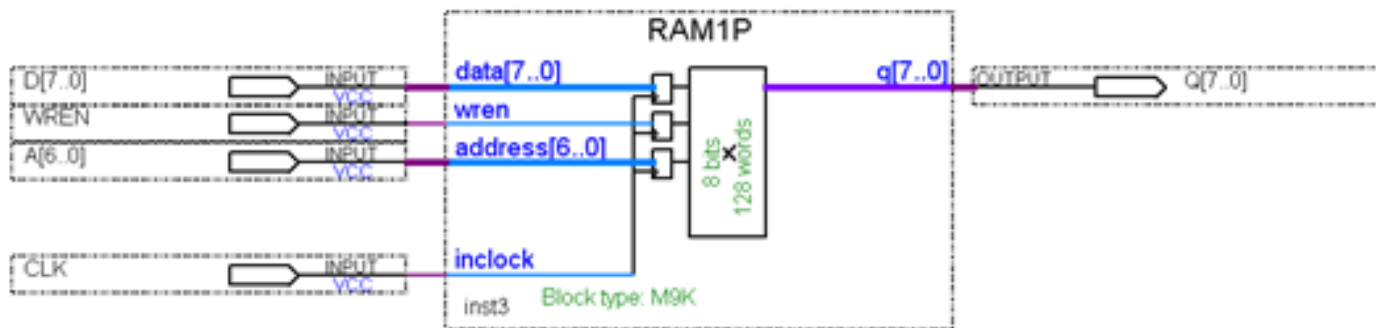 RAM1P
D[7..0] INPUT VCC data[7..0] q[7..0] OUTPUT Q[7..0]
WREN INPUT VCC wren
A[6..0] INPUT VCC address[6..0]
8 bits
x
128 words
CLK INPUT VCC inclock
inst3 Block type: M9K